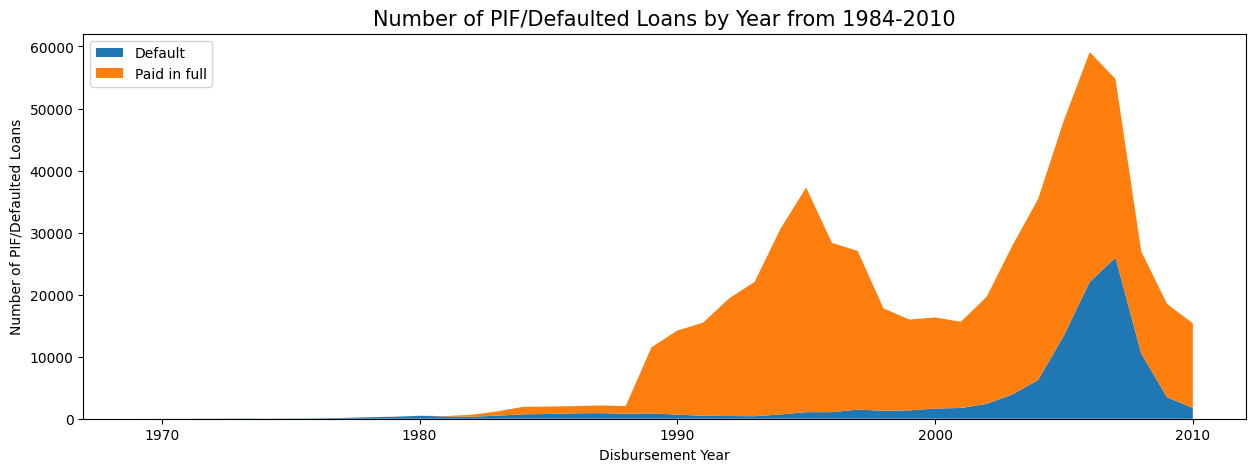 Number of PIF/Defaulted Loans by Year from 1984-2010
Default
Paid in full
60000
50000
40000
30000
20000
10000
0
Number of PIF/Defaulted Loans
1970
1980
1990
2000
2010
Disbursement Year